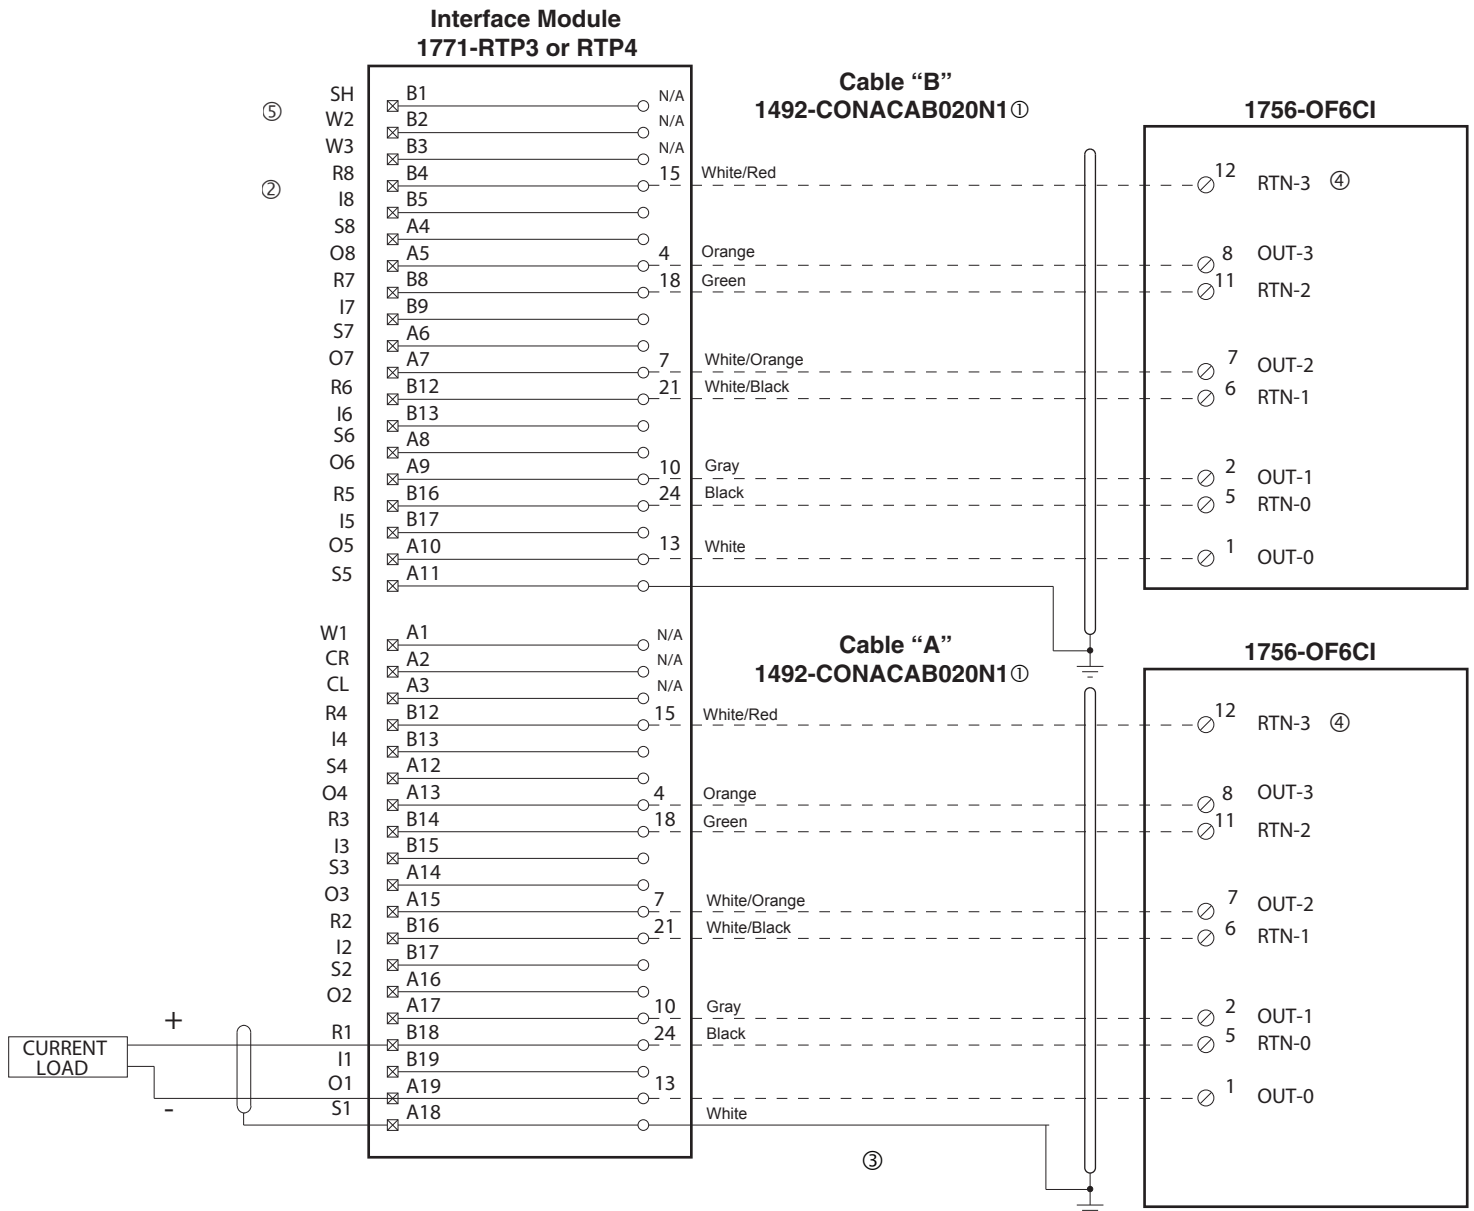 Interface Module
1771-RTP3 or RTP4
Cable “B”
1492-CONACAB020N1①
1756-OF6CI
⑤
②
SH B1 N/A
W2 B2 N/A
W3 B3 N/A
R8 B4 15 White/Red 12 RTN-3 ④
I8 B5
S8 A4
O8 A5 4 Orange 8 OUT-3
R7 B8 18 Green 11 RTN-2
I7 B9
S7 A6
O7 A7 7 White/Orange 7 OUT-2
R6 B12 21 White/Black 6 RTN-1
I6 B13
S6 A8
O6 A9 10 Gray 2 OUT-1
R5 B16 24 Black 5 RTN-0
I5 B17
O5 A10 13 White 1 OUT-0
S5 A11
Cable “A”
1492-CONACAB020N1①
1756-OF6CI
W1 A1 N/A
CR A2 N/A
CL A3 N/A
R4 B12 15 White/Red 12 RTN-3 ④
I4 B13
S4 A12
O4 A13 4 Orange 8 OUT-3
R3 B14 18 Green 11 RTN-2
I3 B15
S3 A14
O3 A15 7 White/Orange 7 OUT-2
R2 B16 21 White/Black 6 RTN-1
I2 B17
S2 A16
O2 A17 10 Gray 2 OUT-1
+
R1 B18 24 Black 5 RTN-0
CURRENT
LOAD
I1 B19
O1 A19 13 1 OUT-0
-
S1 A18 White
③